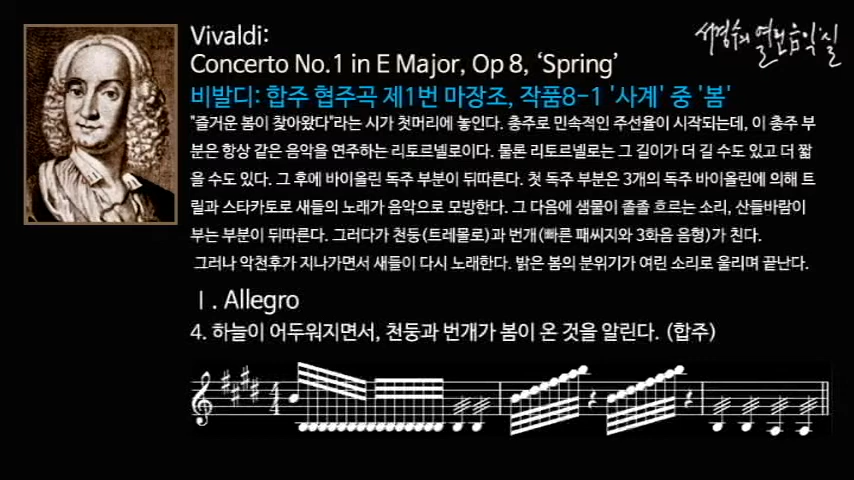 Vivaldi:
Concerto No.1 in E Major, Op 8, ‘Spring’
비발디: 합주 협주곡 제1번 마장조, 작품8-1 '사계' 중 '봄'
"즐거운 봄이 찾아왔다"라는 시가 첫머리에 놓인다. 총주로 민속적인 주선율이 시작되는데, 이 총주 부
분은 항상 같은 음악을 연주하는 리토르넬로이다. 물론 리토르넬로는 그 길이가 더 길 수도 있고 더 짧
을 수도 있다. 그 후에 바이올린 독주 부분이 뒤따른다. 첫 독주 부분은 3개의 독주 바이올린에 의해 트
릴과 스타카토로 새들의 노래가 음악으로 모방한다. 그 다음에 샘물이 졸졸 흐르는 소리, 산들바람이
부는 부분이 뒤따른다. 그러다가 천둥(트레몰로)과 번개(빠른 패씨지와 3화음 음형)가 친다.
그러나 악천후가 지나가면서 새들이 다시 노래한다. 밝은 봄의 분위기가 여린 소리로 울리며 끝난다.
Ⅰ. Allegro
4. 하늘이 어두워지면서, 천둥과 번개가 봄이 온 것을 알린다. (합주)
서경수의 열린음악실
4
4